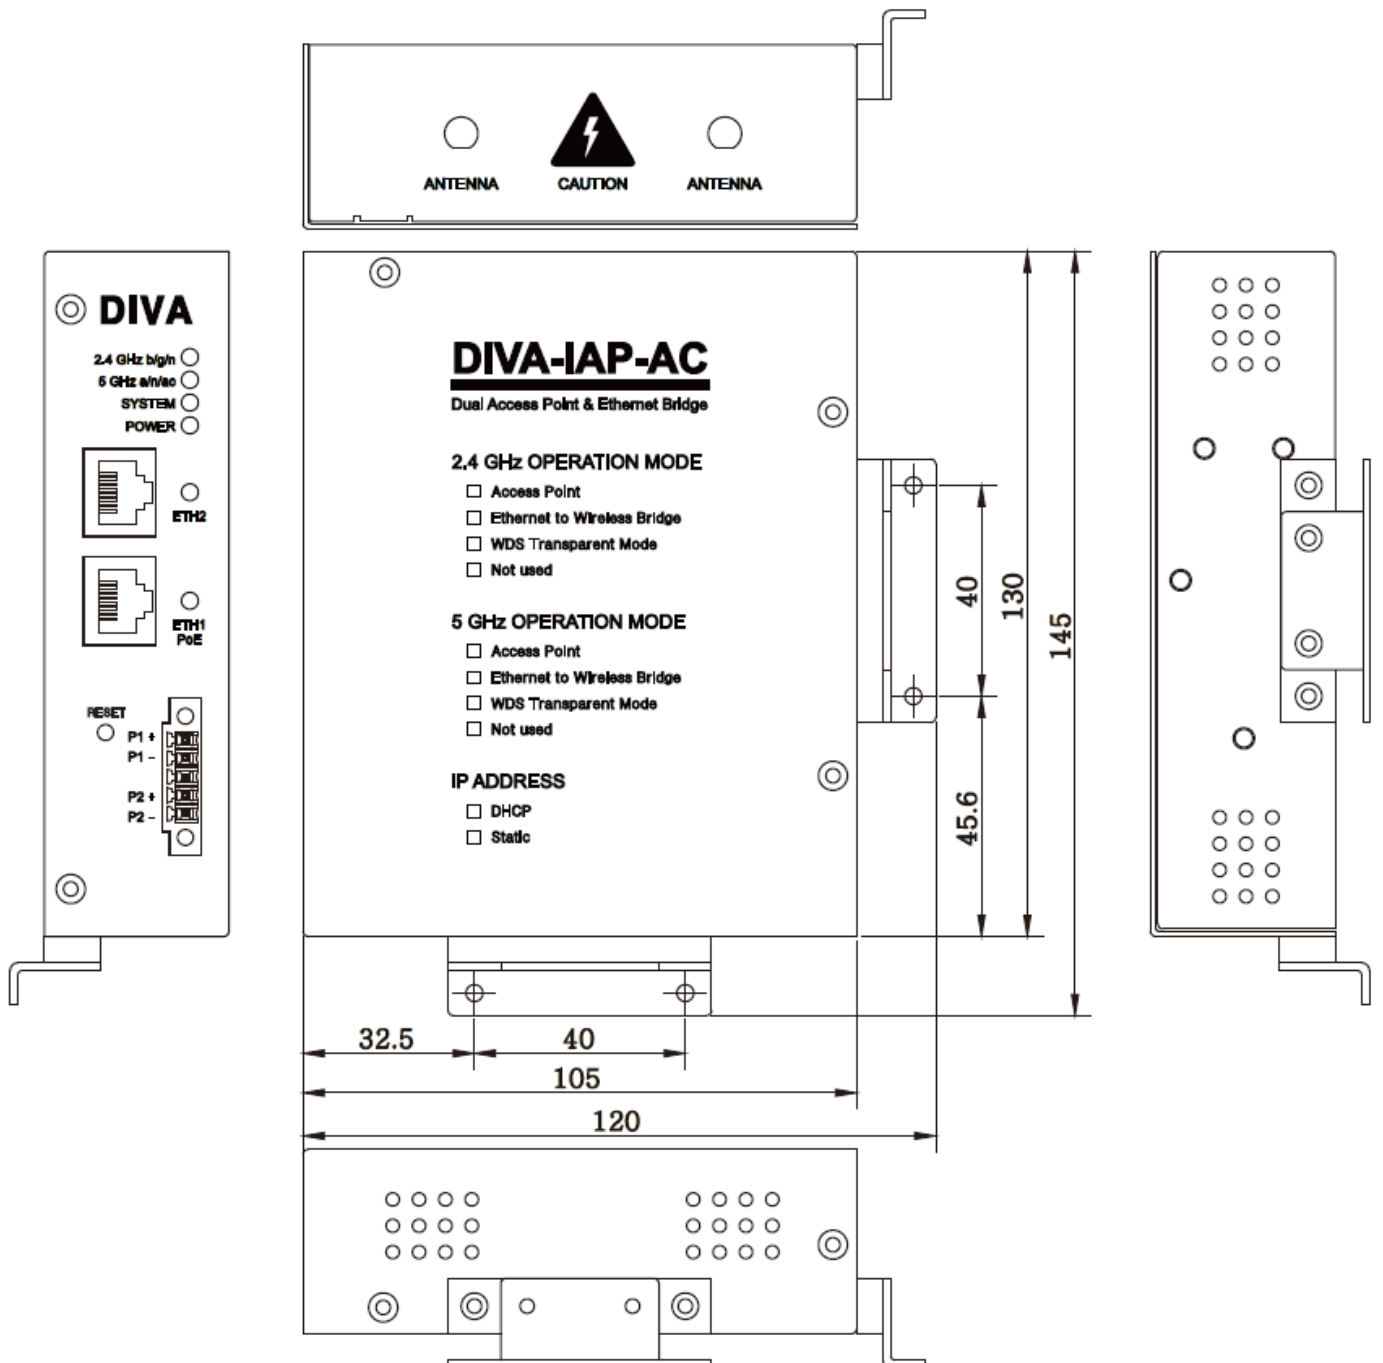 ANTENNA
CAUTION
ANTENNA
DIVA
2.4 GHz b/g/n
5 GHz a/n/ac
SYSTEM
POWER
ETH2
ETH1
PoE
RESET
P1 +
P1 -
P2 +
P2 -
DIVA-IAP-AC
Dual Access Point & Ethernet Bridge
2.4 GHz OPERATION MODE
Access Point
Ethernet to Wireless Bridge
WDS Transparent Mode
Not used
5 GHz OPERATION MODE
Access Point
Ethernet to Wireless Bridge
WDS Transparent Mode
Not used
IP ADDRESS
DHCP
Static
40
130
145
45.6
32.5
40
105
120